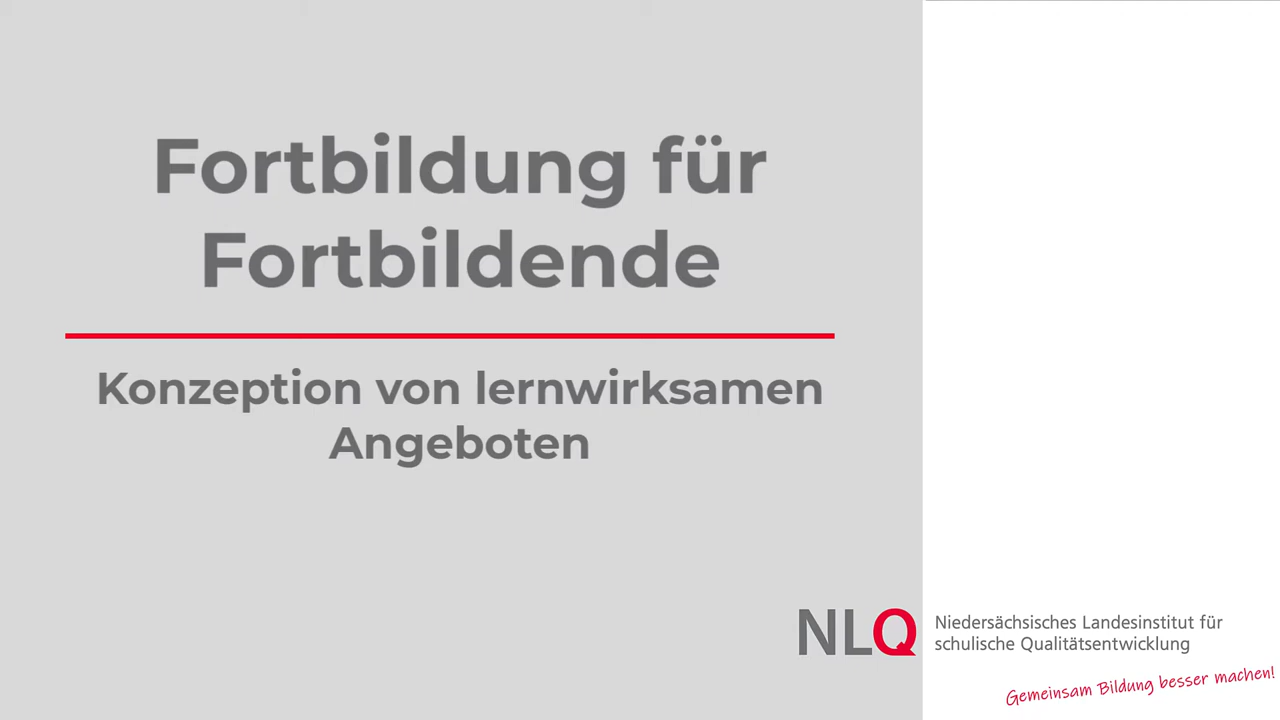 Fortbildung für
Fortbildende
Konzeption von lernwirksamen
Angeboten
NLQ
Niedersächsisches Landesinstitut für
schulische Qualitätsentwicklung
Gemeinsam Bildung besser machen!